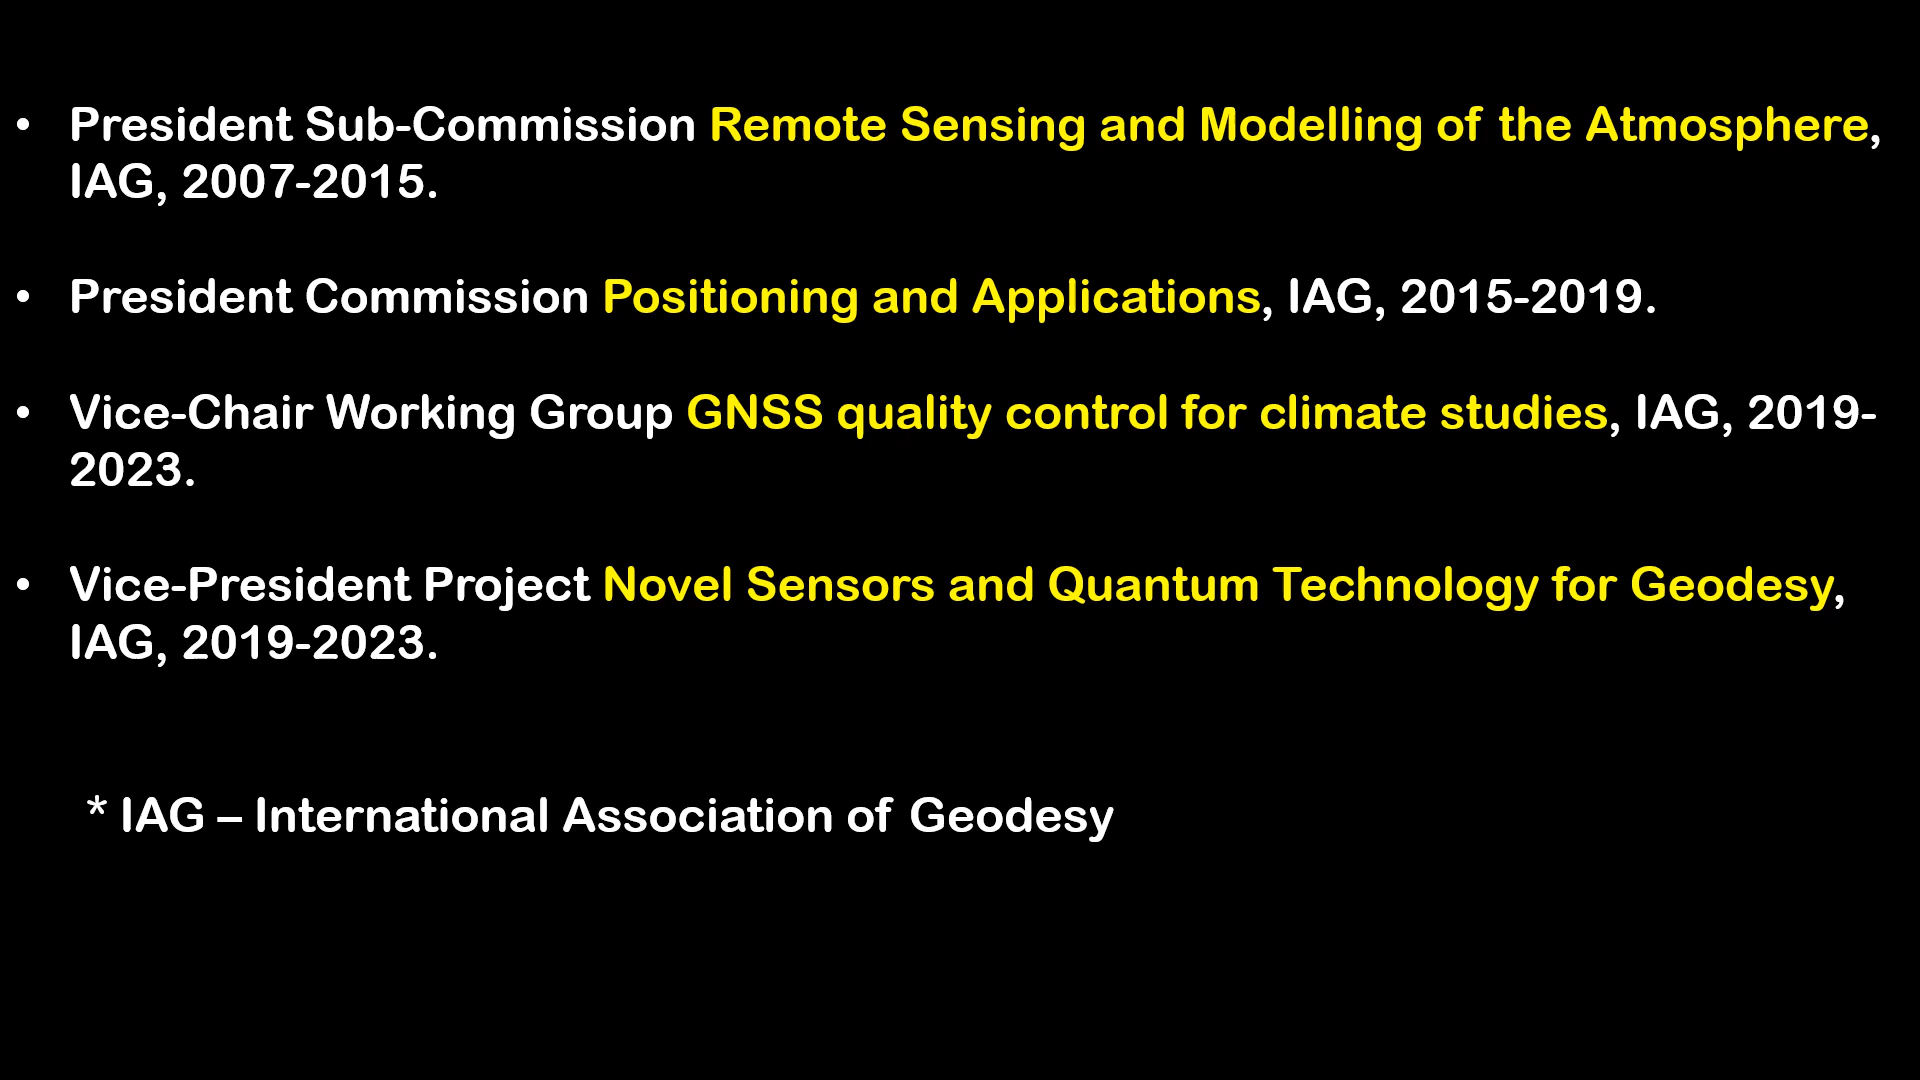 • President Sub-Commission Remote Sensing and Modelling of the Atmosphere,
IAG, 2007-2015.
• President Commission Positioning and Applications, IAG, 2015-2019.
• Vice-Chair Working Group GNSS quality control for climate studies, IAG, 2019-
2023.
• Vice-President Project Novel Sensors and Quantum Technology for Geodesy,
IAG, 2019-2023.
* IAG – International Association of Geodesy